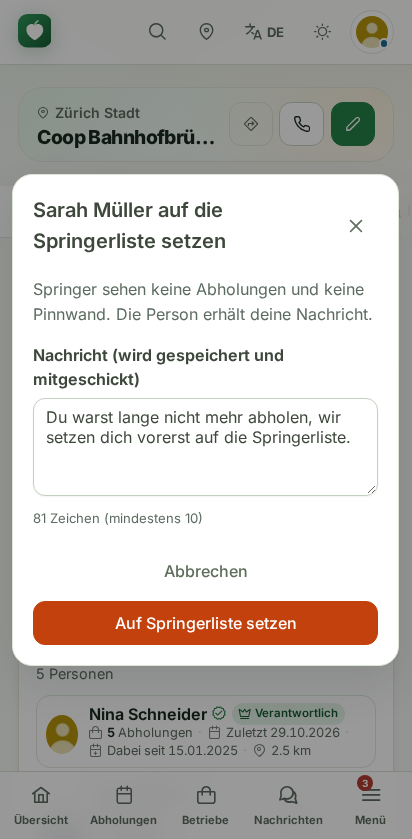 DE
Zürich Stadt
Coop Bahnhofbrü...
Sarah Müller auf die
Springerliste setzen
Springer sehen keine Abholungen und keine
Pinnwand. Die Person erhält deine Nachricht.
Nachricht (wird gespeichert und
mitgeschickt)
Du warst lange nicht mehr abholen, wir
setzen dich vorerst auf die Springerliste.
81 Zeichen (mindestens 10)
Abbrechen
Auf Springerliste setzen
5 Personen
Nina Schneider Verantwortlich
5 Abholungen · Zuletzt 29.10.2026 ·
Dabei seit 15.01.2025 · 2.5 km
3
Übersicht Abholungen Betriebe Nachrichten Menü